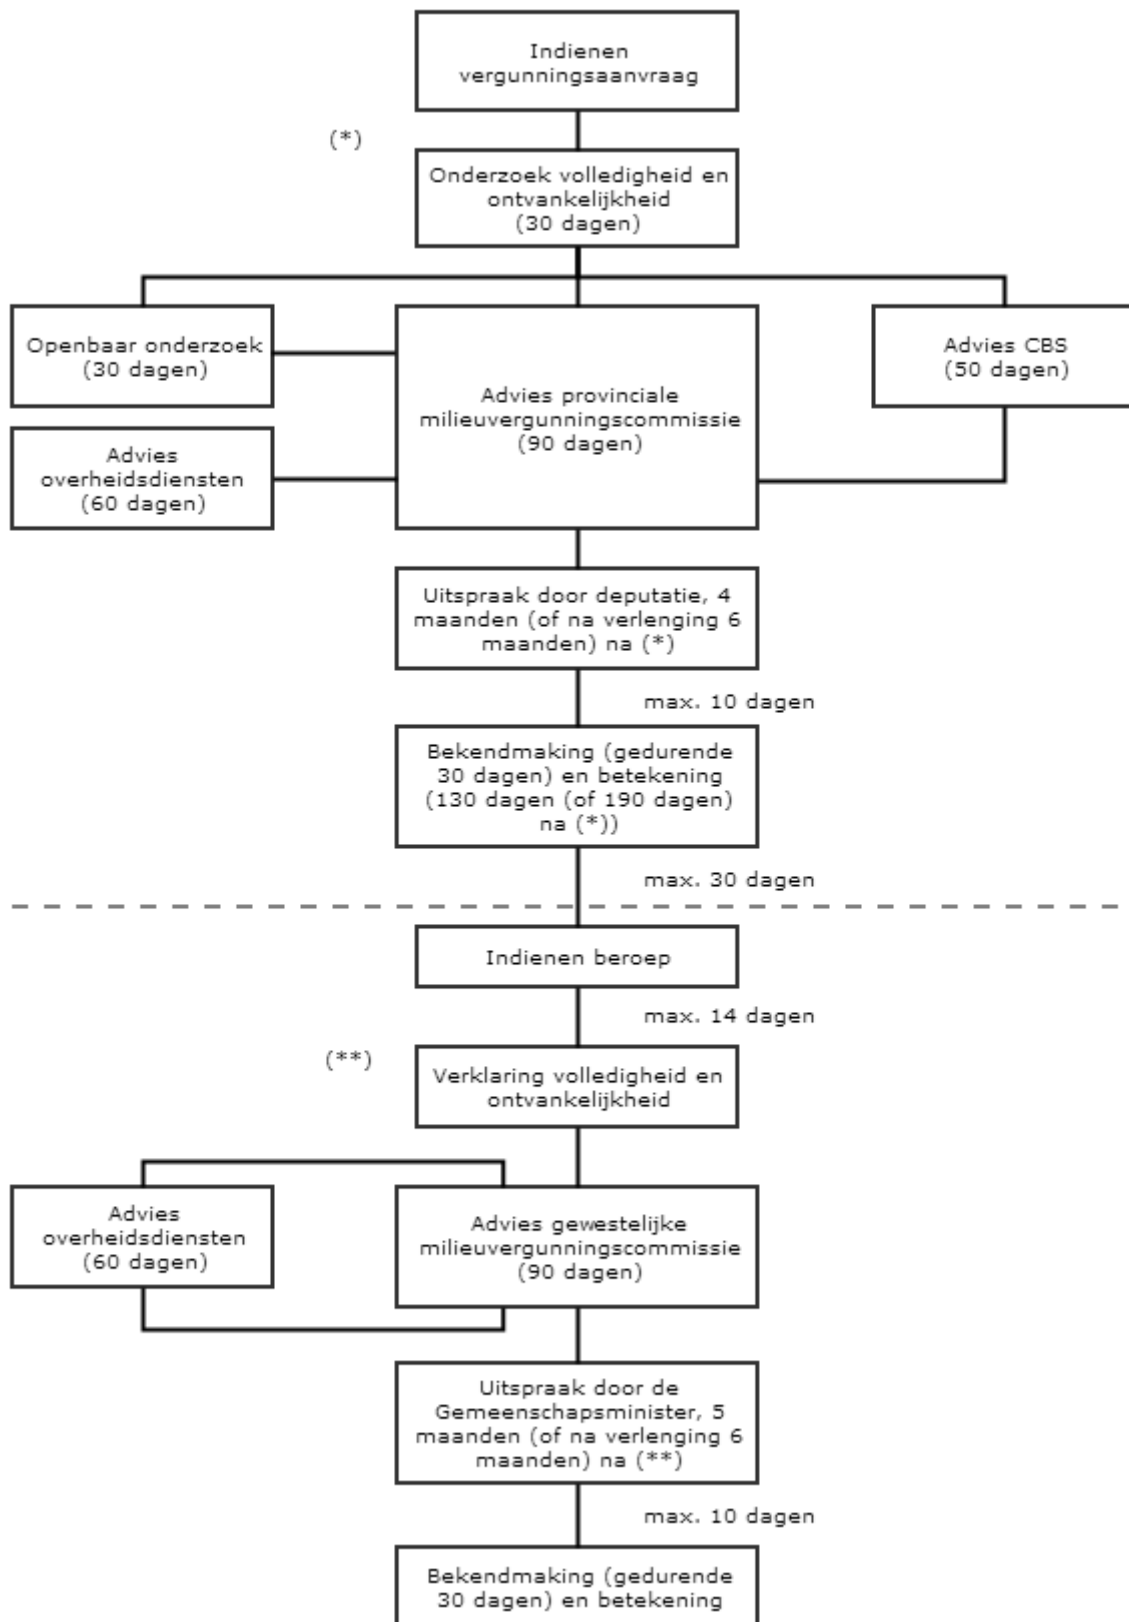 Indienen
vergunningsaanvraag
(*)
Onderzoek volledigheid en
ontvankelijkheid
(30 dagen)
Openbaar onderzoek
(30 dagen)
Advies provinciale
milieuvergunningscommissie
(90 dagen)
Advies CBS
(50 dagen)
Advies
overheidsdiensten
(60 dagen)
Uitspraak door deputatie, 4
maanden (of na verlenging 6
maanden) na (*)
max. 10 dagen
Bekendmaking (gedurende
30 dagen) en betekening
(130 dagen (of 190 dagen)
na (*))
max. 30 dagen
Indienen beroep
max. 14 dagen
(**)
Verklaring volledigheid en
ontvankelijkheid
Advies
overheidsdiensten
(60 dagen)
Advies gewestelijke
milieuvergunningscommissie
(90 dagen)
Uitspraak door de
Gemeenschapsminister, 5
maanden (of na verlenging 6
maanden) na (**)
max. 10 dagen
Bekendmaking (gedurende
30 dagen) en betekening